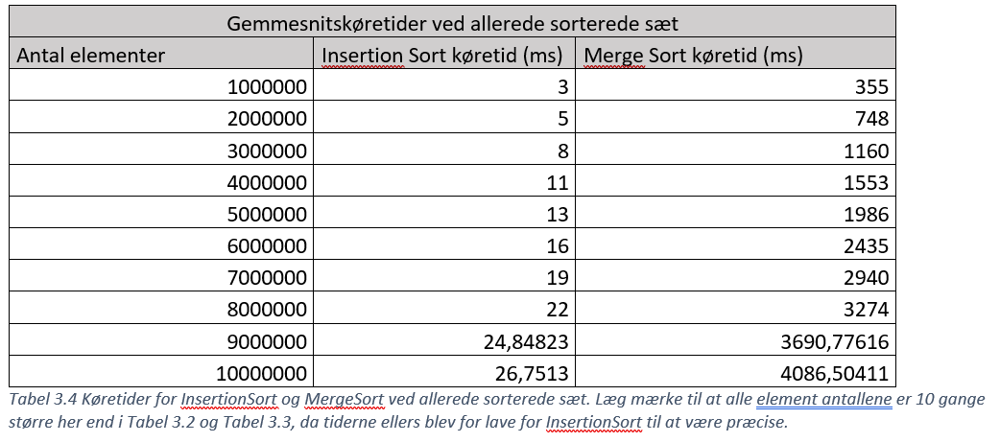 Gemmesnitskøretider ved allerede sorterede sæt
Antal elementer Insertion Sort køretid (ms) Merge Sort køretid (ms)
1000000 3 355
2000000 5 748
3000000 8 1160
4000000 11 1553
5000000 13 1986
6000000 16 2435
7000000 19 2940
8000000 22 3274
9000000 24,84823 3690,77616
10000000 26,7513 4086,50411
Tabel 3.4 Køretider for InsertionSort og MergeSort ved allerede sorterede sæt. Læg mærke til at alle element antallene er 10 gange
større her end i Tabel 3.2 og Tabel 3.3, da tiderne ellers blev for lave for InsertionSort til at være præcise.